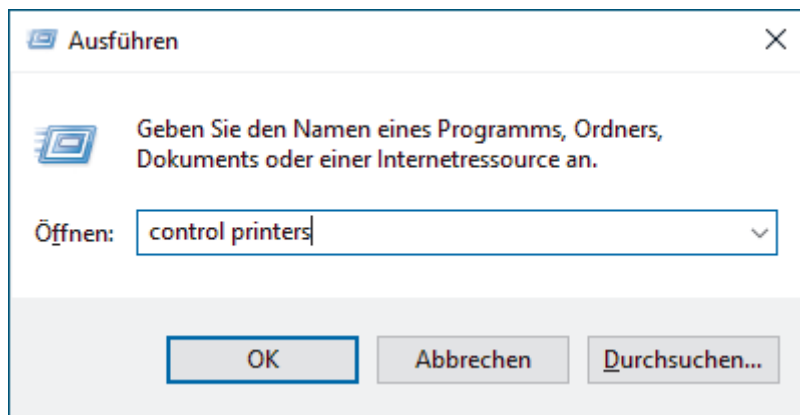 Ausführen
Geben Sie den Namen eines Programms, Ordners,
Dokuments oder einer Internetressource an.
Öffnen: control printers
OK Abbrechen Durchsuchen...